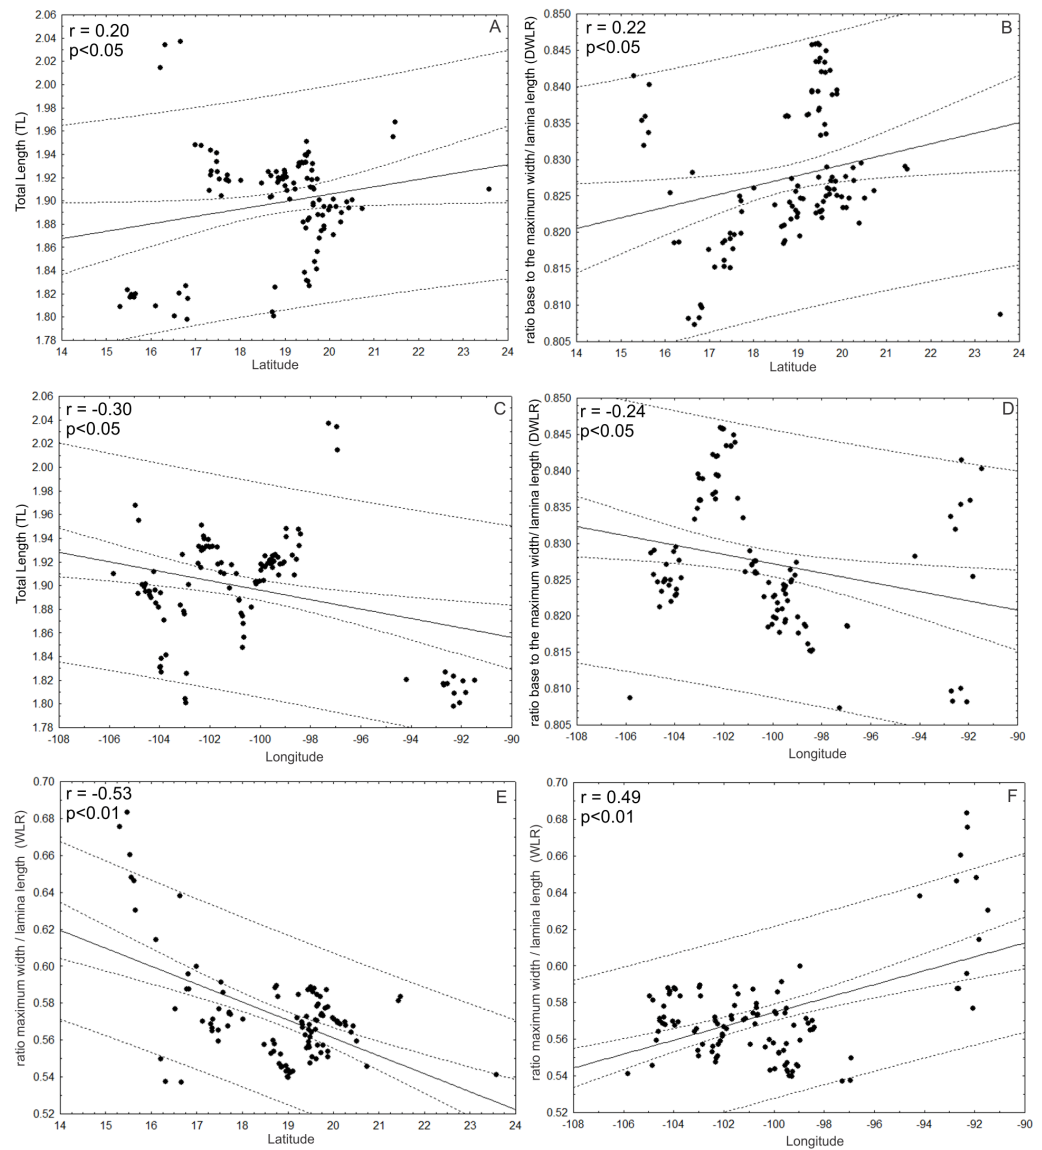 A
r = 0.20
p<0.05
2.06
2.04
2.02
2.00
1.98
1.96
1.94
1.92
1.90
1.88
1.86
1.84
1.82
1.80
1.78
Total Length (TL)
14 15 16 17 18 19 20 21 22 23 24
Latitude
B
r = 0.22
p<0.05
0.850
0.845
0.840
0.835
0.830
0.825
0.820
0.815
0.810
0.805
ratio base to the maximum width/ lamina length (DWLR)
14 15 16 17 18 19 20 21 22 23 24
Latitude
C
r = -0.30
p<0.05
2.06
2.04
2.02
2.00
1.98
1.96
1.94
1.92
1.90
1.88
1.86
1.84
1.82
1.80
1.78
Total Length (TL)
-108 -106 -104 -102 -100 -98 -96 -94 -92 -90
Longitude
D
r = -0.24
p<0.05
0.850
0.845
0.840
0.835
0.830
0.825
0.820
0.815
0.810
0.805
ratio base to the maximum width/ lamina length (DWLR)
-108 -106 -104 -102 -100 -98 -96 -94 -92 -90
Longitude
E
r = -0.53
p<0.01
0.70
0.68
0.66
0.64
0.62
0.60
0.58
0.56
0.54
0.52
ratio maximum width / lamina length (WLR)
14 15 16 17 18 19 20 21 22 23 24
Latitude
F
r = 0.49
p<0.01
0.70
0.68
0.66
0.64
0.62
0.60
0.58
0.56
0.54
0.52
ratio maximum width / lamina length (WLR)
-108 -106 -104 -102 -100 -98 -96 -94 -92 -90
Longitude